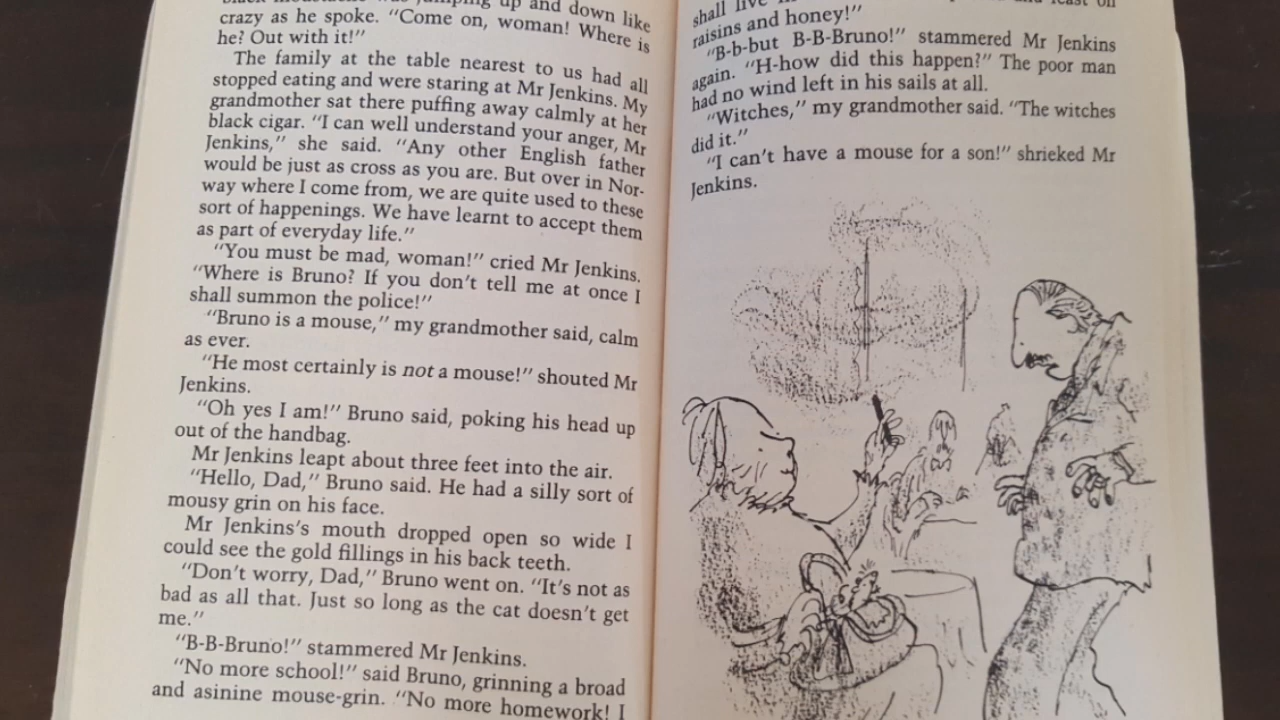 up and down like
crazy as he spoke. “Come on, woman! Where is
he? Out with it!”
The family at the table nearest to us had all
stopped eating and were staring at Mr Jenkins. My
grandmother sat there puffing away calmly at her
black cigar. “I can well understand your anger, Mr
Jenkins,” she said. “Any other English father
would be just as cross as you are. But over in Nor-
way where I come from, we are quite used to these
sort of happenings. We have learnt to accept them
as part of everyday life.”
“You must be mad, woman!” cried Mr Jenkins.
“Where is Bruno? If you don’t tell me at once I
shall summon the police!”
“Bruno is a mouse,” my grandmother said, calm
as ever.
“He most certainly is not a mouse!” shouted Mr
Jenkins.
“Oh yes I am!” Bruno said, poking his head up
out of the handbag.
Mr Jenkins leapt about three feet into the air.
“Hello, Dad,” Bruno said. He had a silly sort of
mousy grin on his face.
Mr Jenkins’s mouth dropped open so wide I
could see the gold fillings in his back teeth.
“Don’t worry, Dad,” Bruno went on. “It’s not as
bad as all that. Just so long as the cat doesn’t get
me.”
“B-B-Bruno!” stammered Mr Jenkins.
“No more school!” said Bruno, grinning a broad
and asinine mouse-grin. “No more homework! I
shall live
raisins and honey!”
“B-b-but B-B-Bruno!” stammered Mr Jenkins
again. “H-how did this happen?” The poor man
had no wind left in his sails at all.
“Witches,” my grandmother said. “The witches
did it.”
“I can’t have a mouse for a son!” shrieked Mr
Jenkins.